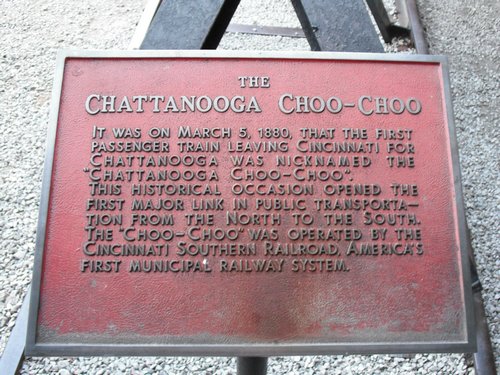 THE
CHATTANOOGA CHOO-CHOO
IT WAS ON MARCH 5, 1880, THAT THE FIRST
PASSENGER TRAIN LEAVING CINCINNATI FOR
CHATTANOOGA WAS NICKNAMED THE
"CHATTANOOGA CHOO-CHOO".
THIS HISTORICAL OCCASION OPENED THE
FIRST MAJOR LINK IN PUBLIC TRANSPORTA-
TION FROM THE NORTH TO THE SOUTH.
THE "CHOO-CHOO" WAS OPERATED BY THE
CINCINNATI SOUTHERN RAILROAD, AMERICA'S
FIRST MUNICIPAL RAILWAY SYSTEM.